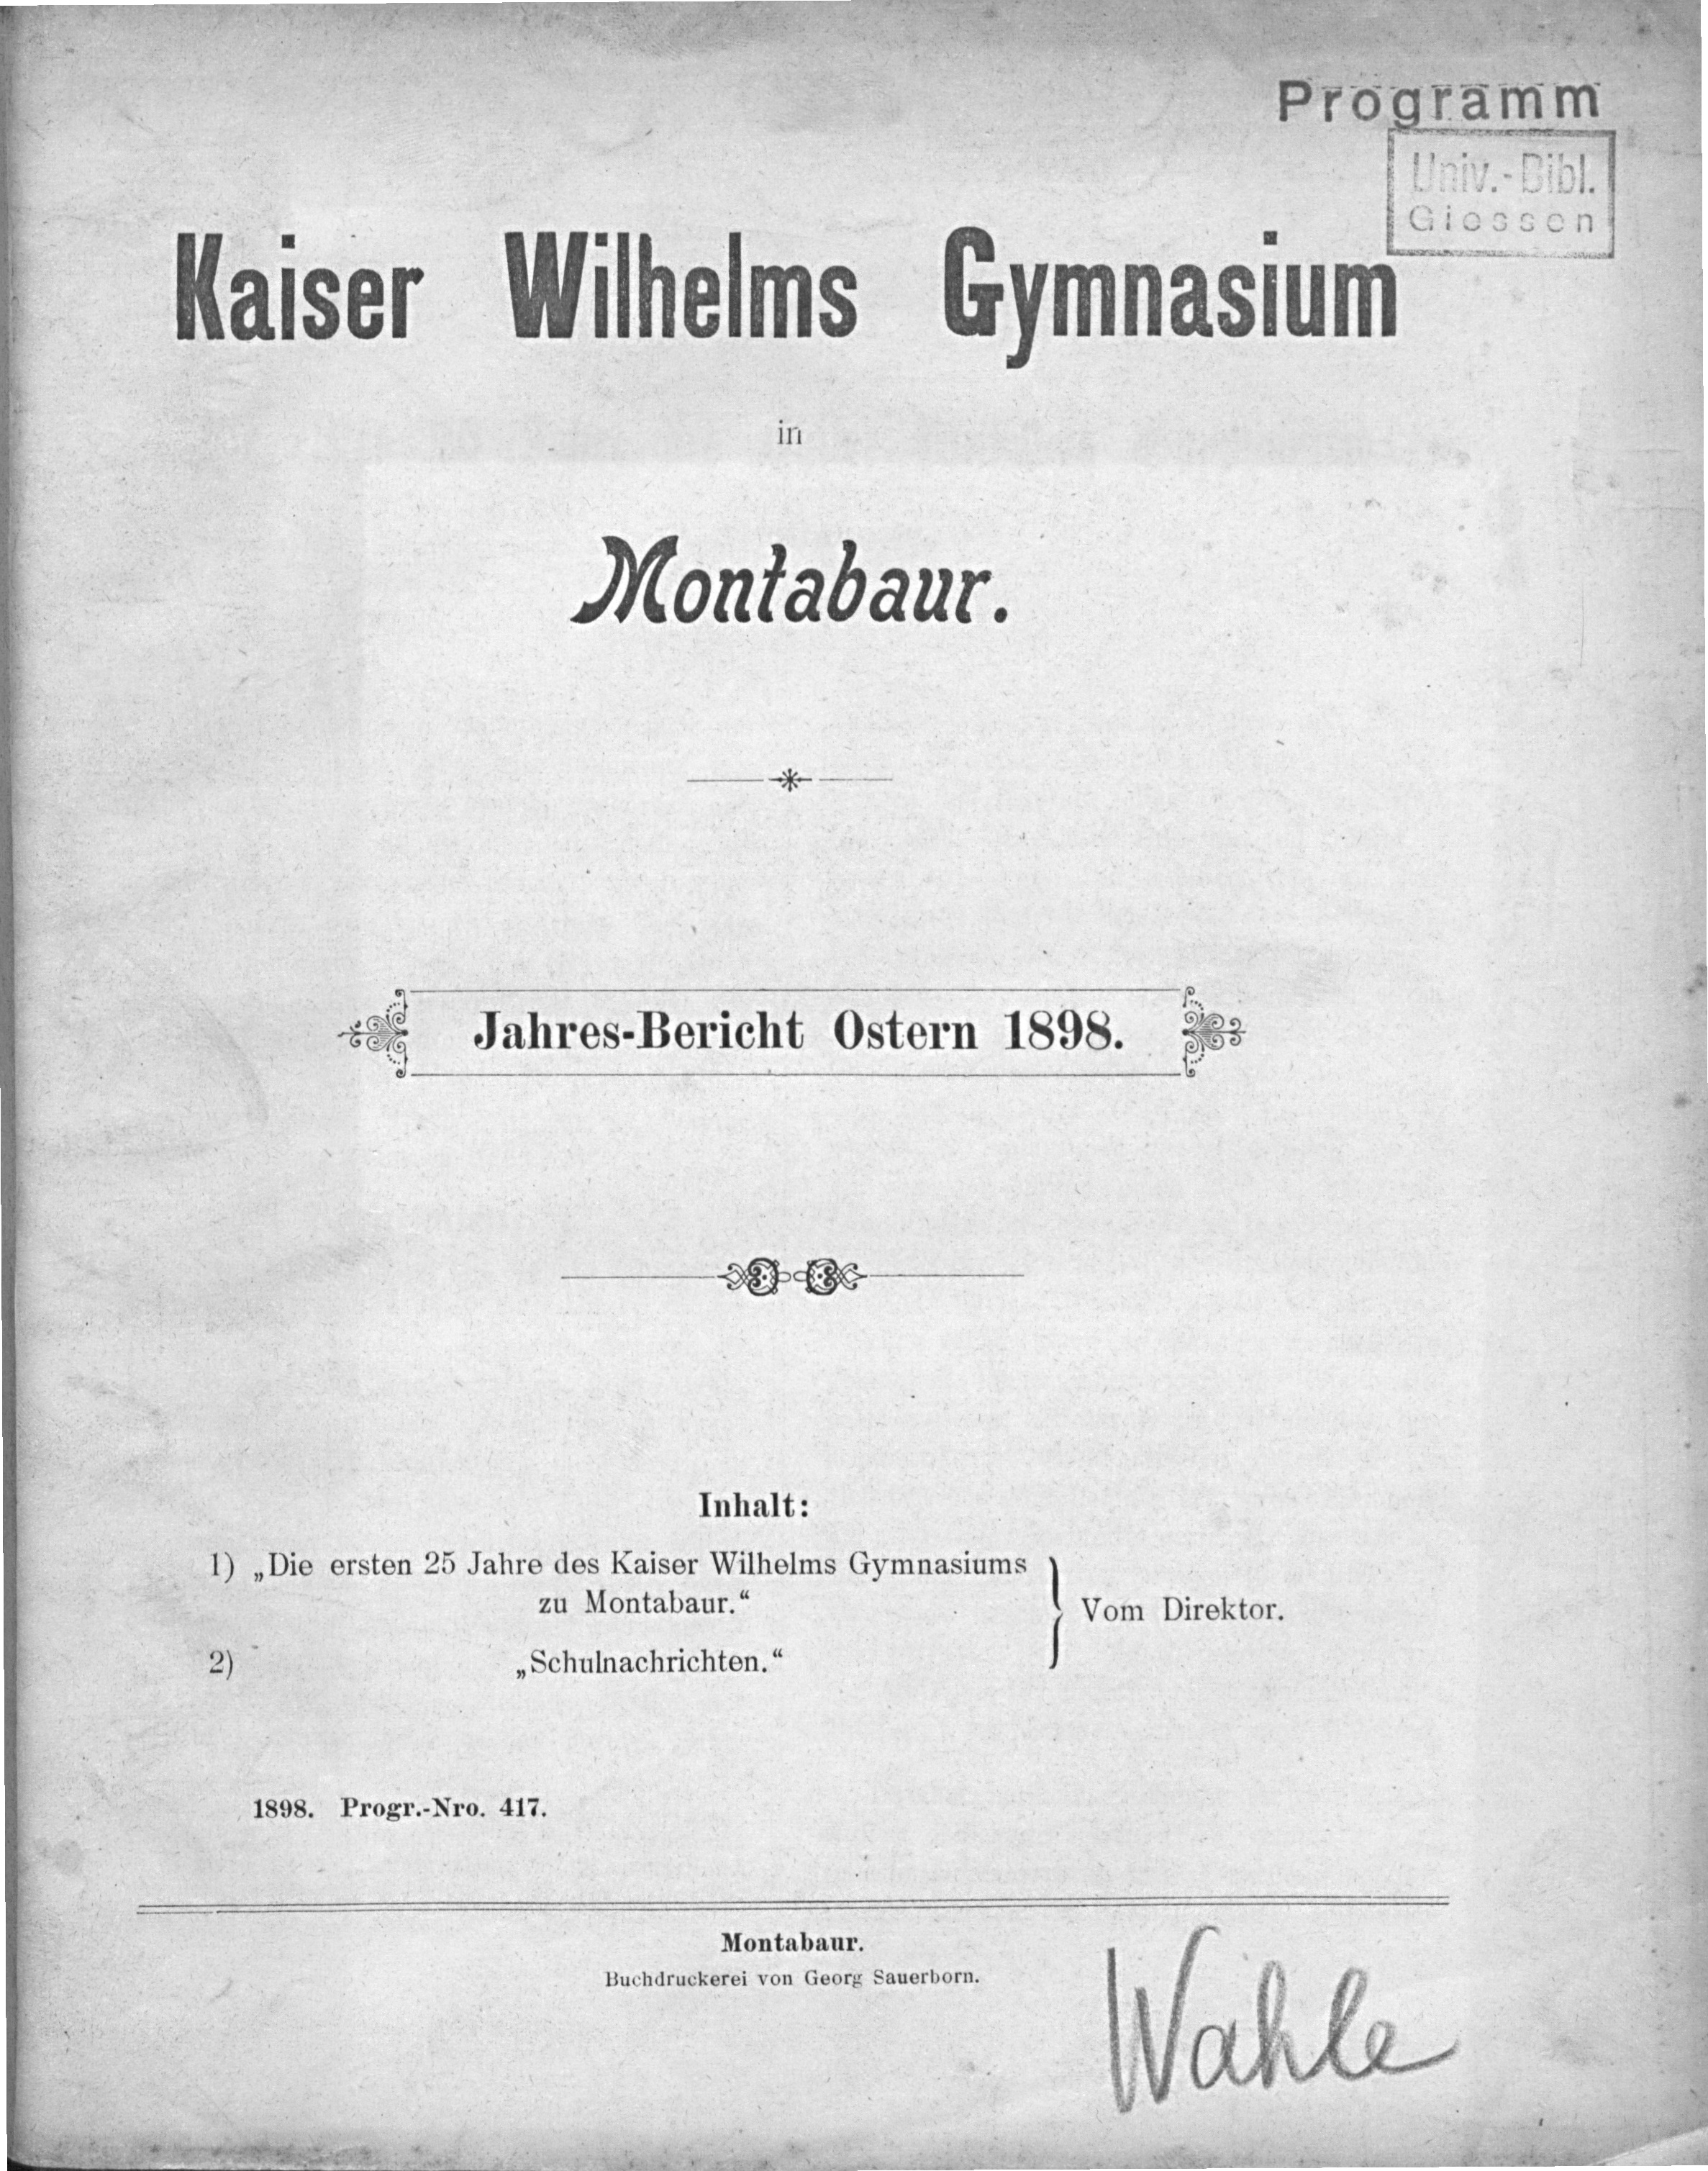 Programm
Univ.-Bibl.
Giessen
Kaiser Wilhelms Gymnasium
in
Montabaur.
Jahres-Bericht Ostern 1898.
Inhalt:
1) „Die ersten 25 Jahre des Kaiser Wilhelms Gymnasiums
zu Montabaur.“
Vom Direktor.
2) „Schulnachrichten.“
1898. Progr.-Nro. 417.
Montabaur.
Buchdruckerei von Georg Sauerborn.
Wahle